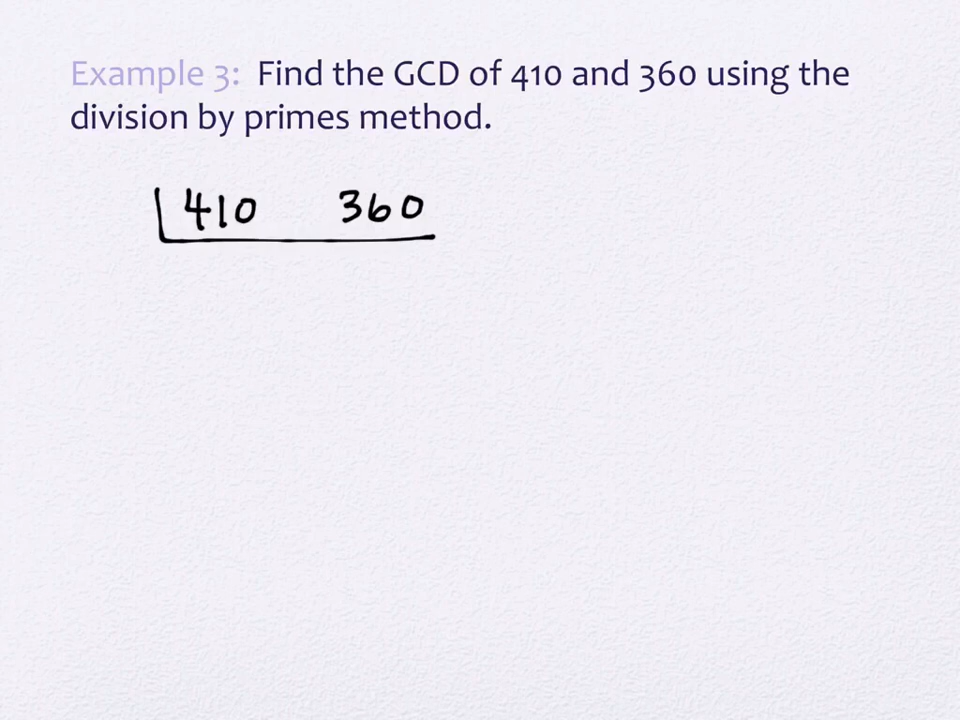 Example 3: Find the GCD of 410 and 360 using the
division by primes method.
410 360